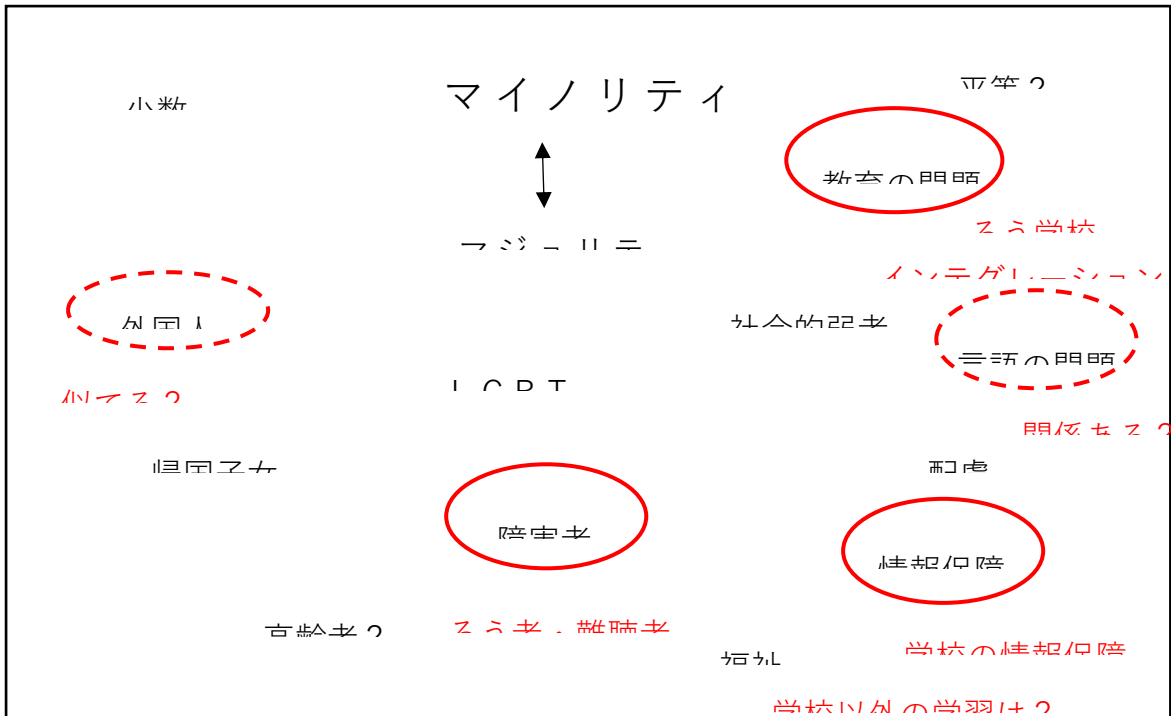 少数
マイノリティ
平等？
教育の問題
ろう学校
マジョリテ
インテグレーション
外国人
社会的弱者
言語の問題
似てる？
LGBT
関係ある？
帰国子女
配慮
障害者
情報保障
高齢者？
ろう者・難聴者
福祉
学校の情報保障
学校以外の学習は？